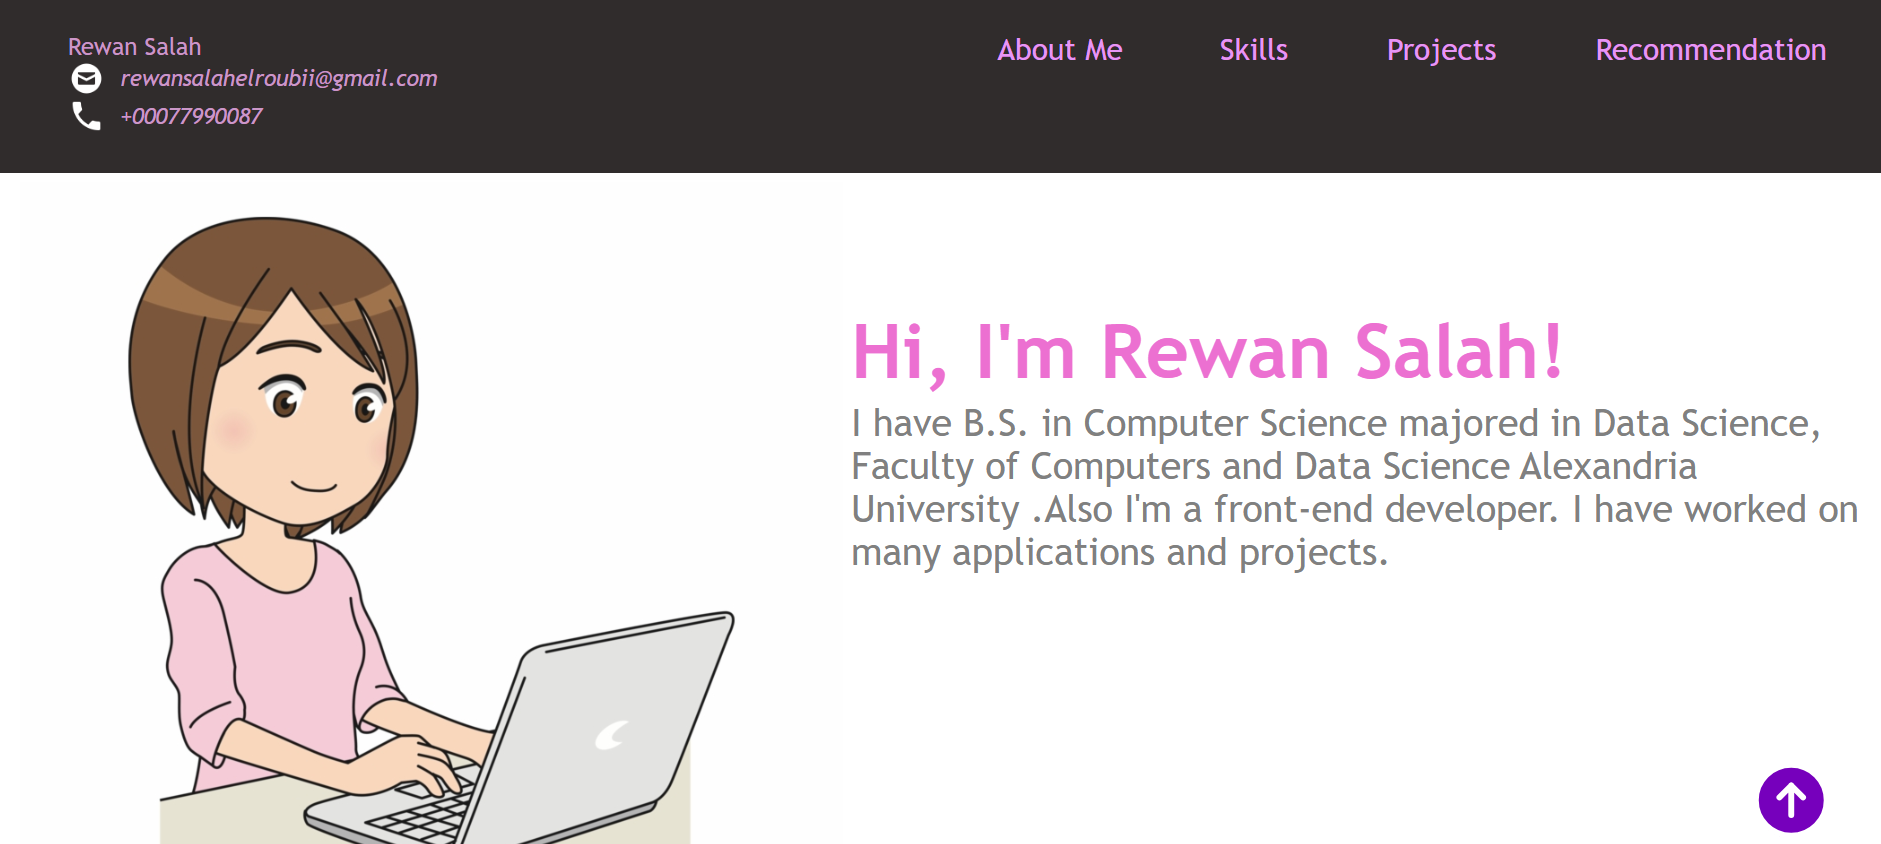 Rewan Salah
rewansalahelroubii@gmail.com
+00077990087
About Me Skills Projects Recommendation
Hi, I'm Rewan Salah!
I have B.S. in Computer Science majored in Data Science,
Faculty of Computers and Data Science Alexandria
University .Also I'm a front-end developer. I have worked on
many applications and projects.